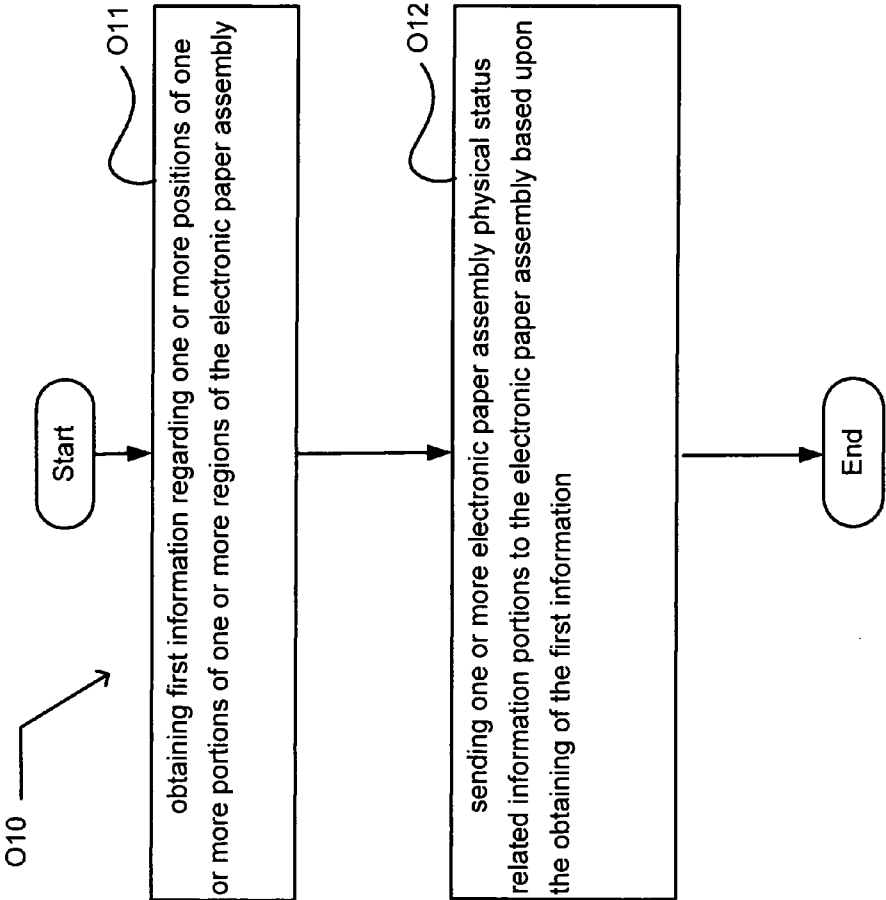 O10
Start
O11
obtaining first information regarding one or more positions of one
or more portions of one or more regions of the electronic paper assembly
O12
sending one or more electronic paper assembly physical status
related information portions to the electronic paper assembly based upon
the obtaining of the first information
End